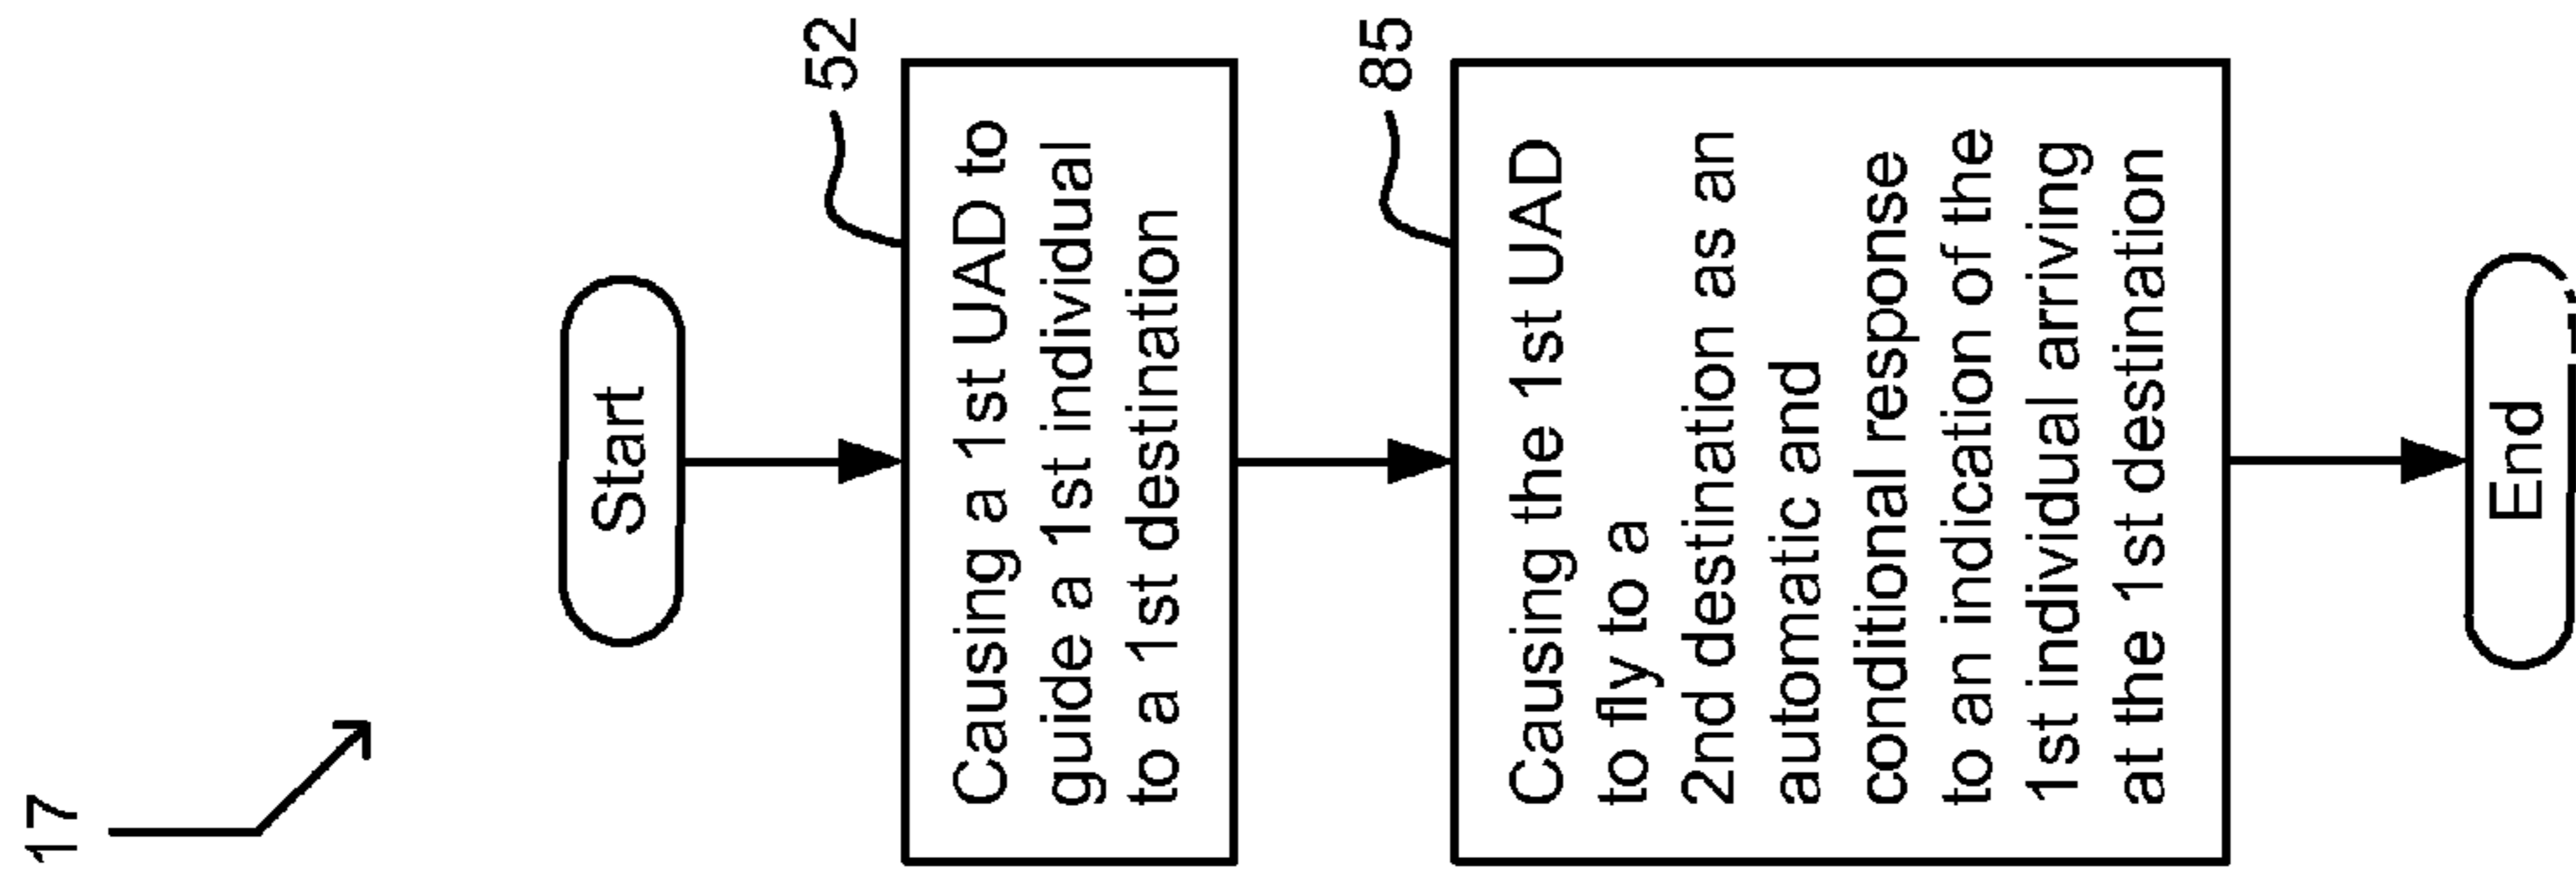 17
Start
52
Causing a 1st UAD to
guide a 1st individual
to a 1st destination
85
Causing the 1st UAD
to fly to a
2nd destination as an
automatic and
conditional response
to an indication of the
1st individual arriving
at the 1st destination
End